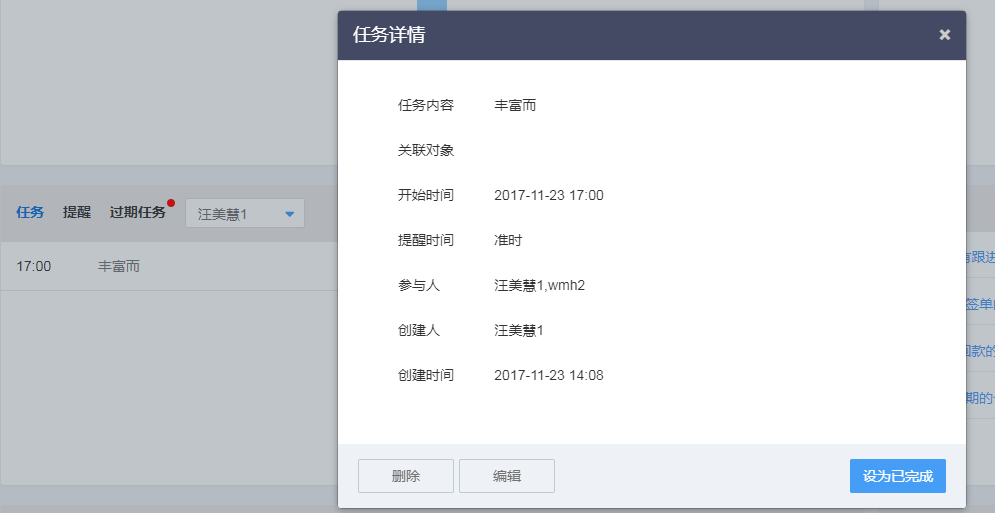 任务详情
×
任务内容 丰富而
关联对象
开始时间 2017-11-23 17:00
提醒时间 准时
参与人 汪美慧1,wmh2
创建人 汪美慧1
创建时间 2017-11-23 14:08
删除 编辑 设为已完成
任务 提醒 过期任务 汪美慧1
17:00 丰富而
跟进
签单
回款的
期的